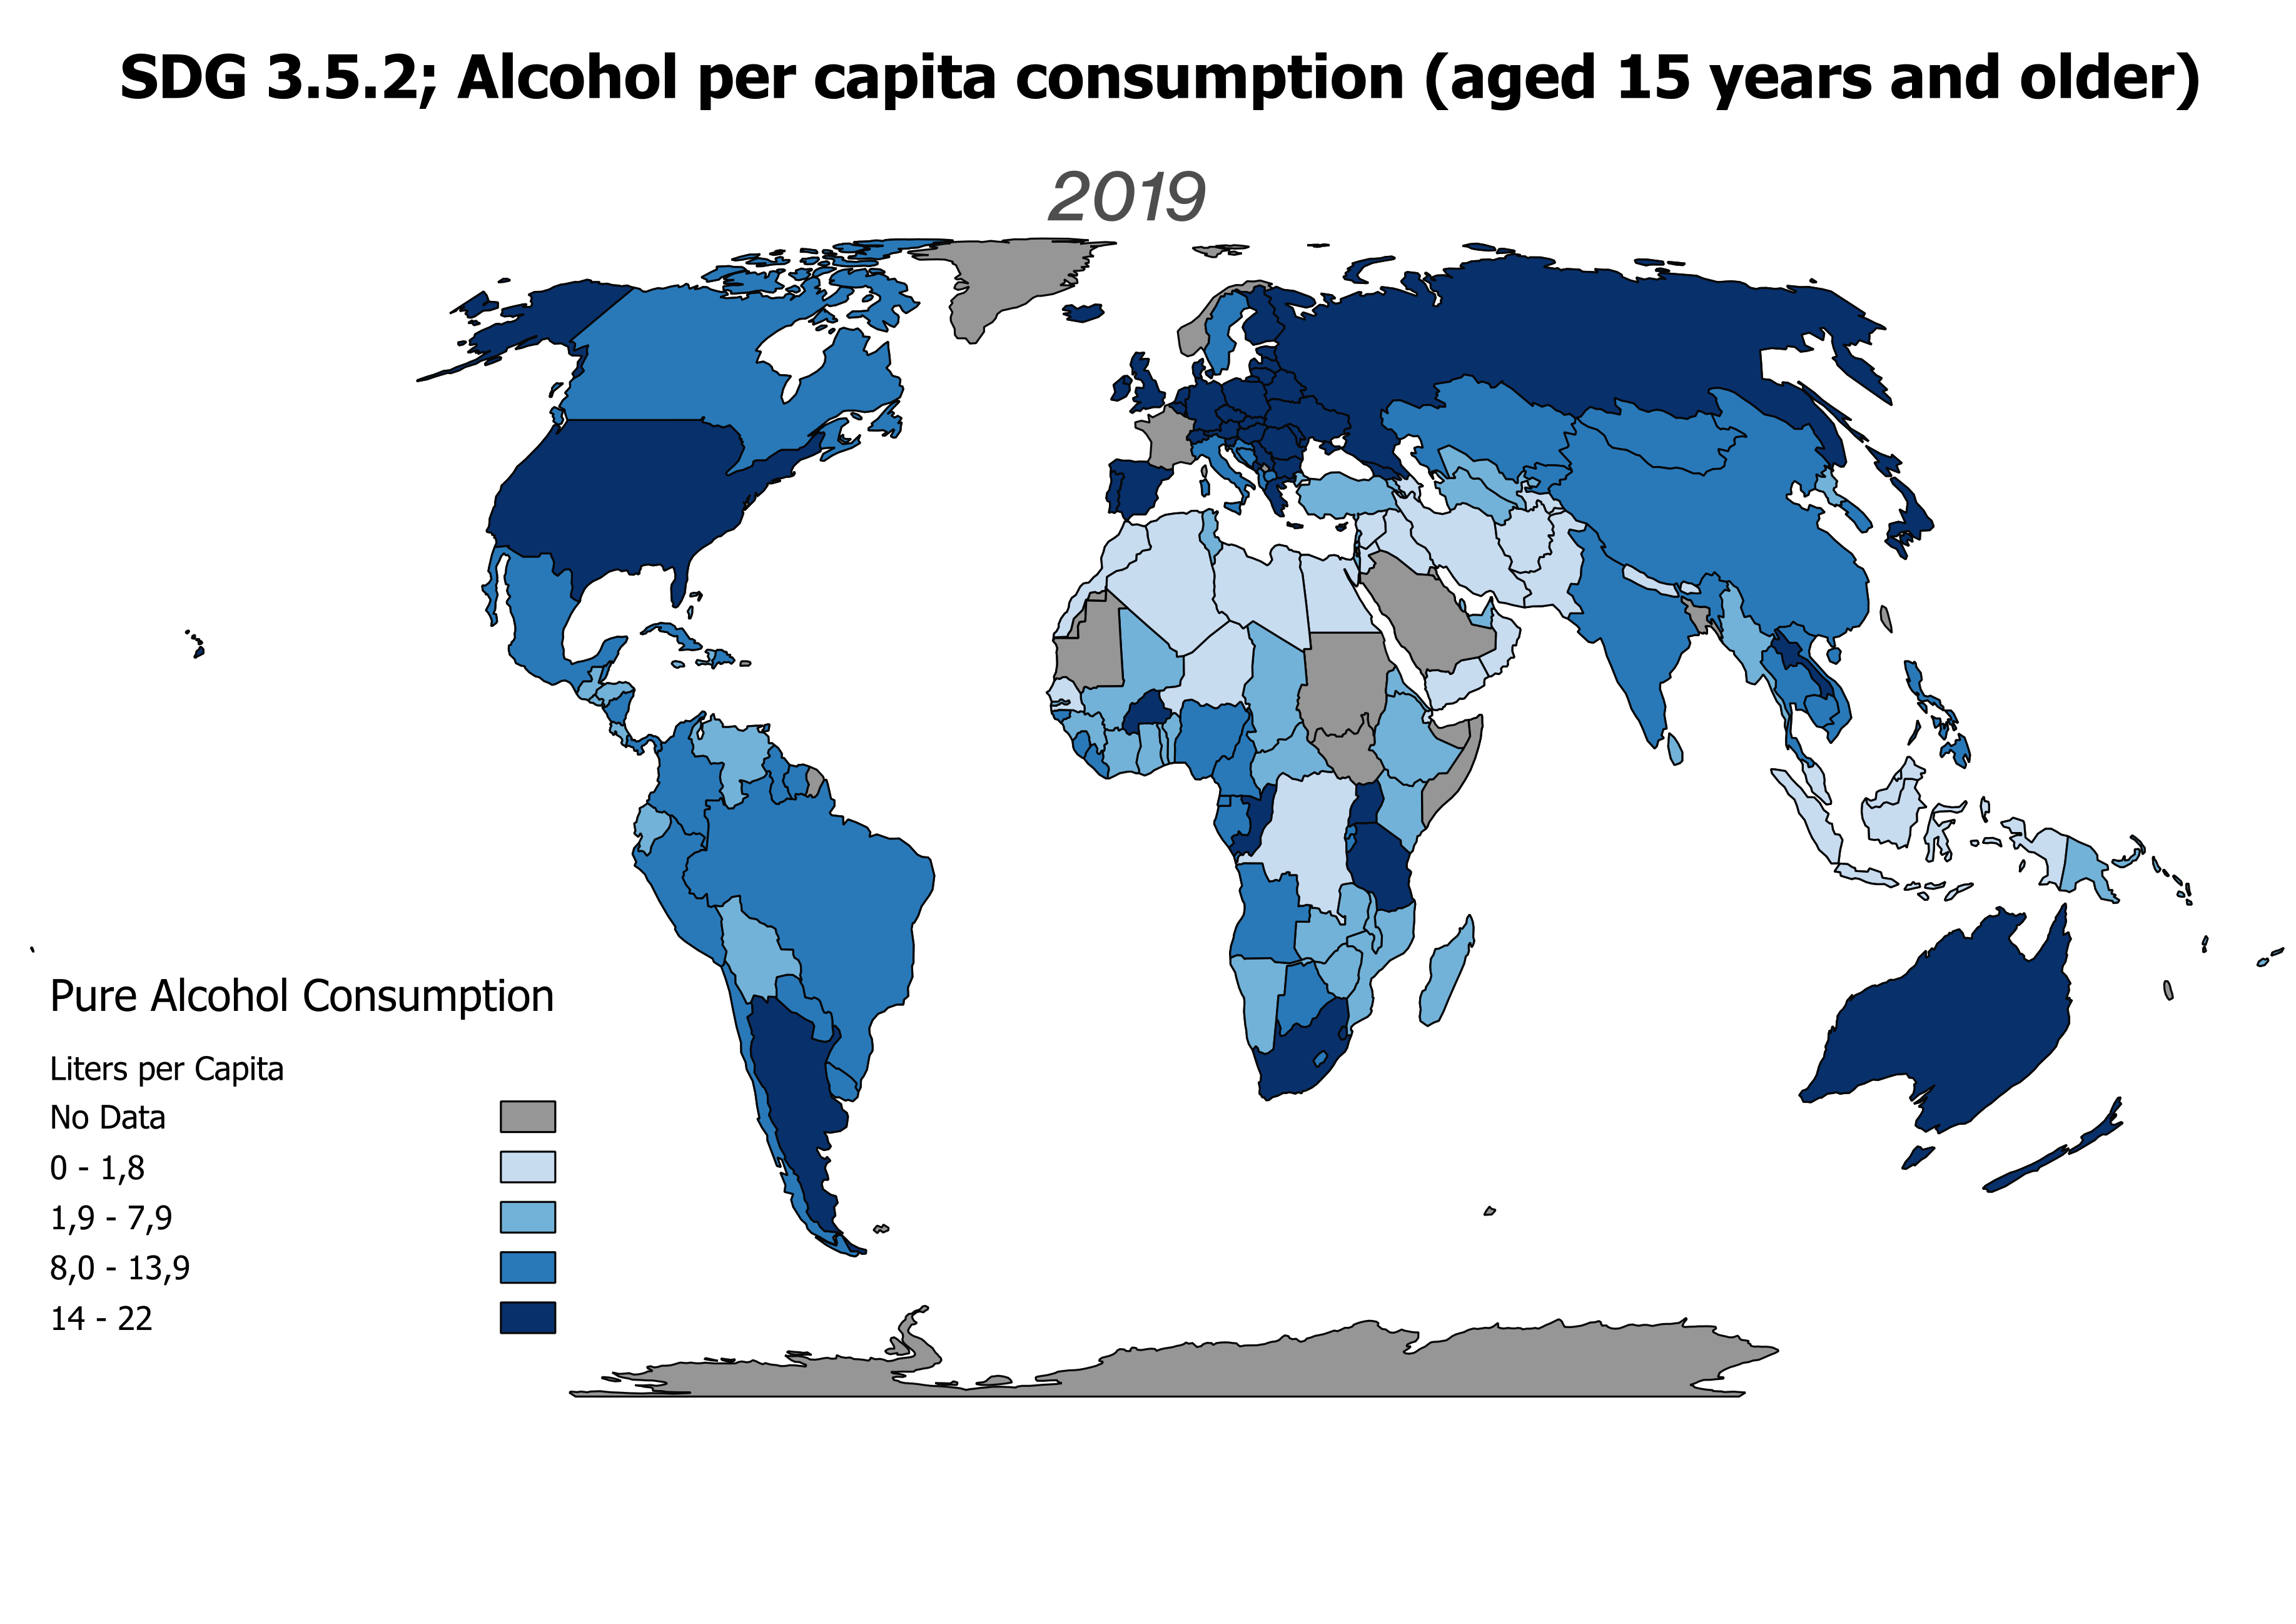 SDG 3.5.2; Alcohol per capita consumption (aged 15 years and older)
2019
Pure Alcohol Consumption
Liters per Capita
No Data
0 - 1,8
1,9 - 7,9
8,0 - 13,9
14 - 22